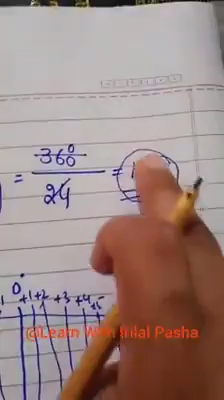 = 360° / 24 =
0°
+1 +2 +3 +4 +5
@Learn With Bilal Pasha